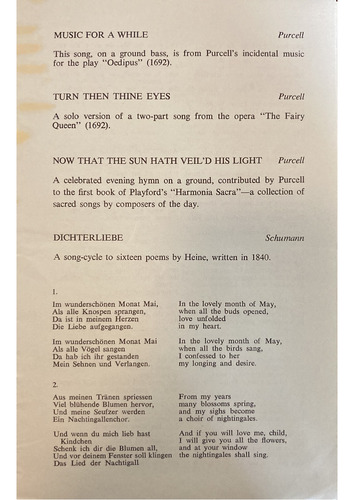 MUSIC FOR A WHILE Purcell
This song, on a ground bass, is from Purcell's incidental music
for the play "Oedipus" (1692).
TURN THEN THINE EYES Purcell
A solo version of a two-part song from the opera "The Fairy
Queen" (1692).
NOW THAT THE SUN HATH VEIL'D HIS LIGHT Purcell
A celebrated evening hymn on a ground, contributed by Purcell
to the first book of Playford's "Harmonia Sacra"—a collection of
sacred songs by composers of the day.
DICHTERLIEBE Schumann
A song-cycle to sixteen poems by Heine, written in 1840.
1.
Im wunderschönen Monat Mai,
Als alle Knospen sprangen,
Da ist in meinem Herzen
Die Liebe aufgegangen.
In the lovely month of May,
when all the buds opened,
love unfolded
in my heart.
Im wunderschönen Monat Mai
Als alle Vögel sangen
Da hab ich ihr gestanden
Mein Sehnen und Verlangen.
In the lovely month of May,
when all the birds sang,
I confessed to her
my longing and desire.
2.
Aus meinen Tränen spriessen
Viel blühende Blumen hervor,
Und meine Seufzer werden
Ein Nachtingallenchor.
From my years
many blossoms spring,
and my sighs become
a choir of nightingales.
Und wenn du mich lieb hast
Kindchen
Schenk ich dir die Blumen all,
Und vor deinem Fenster soll klingen
Das Lied der Nachtigall
And if you will love me, child,
I will give you all the flowers,
and at your window
the nightingales shall sing.